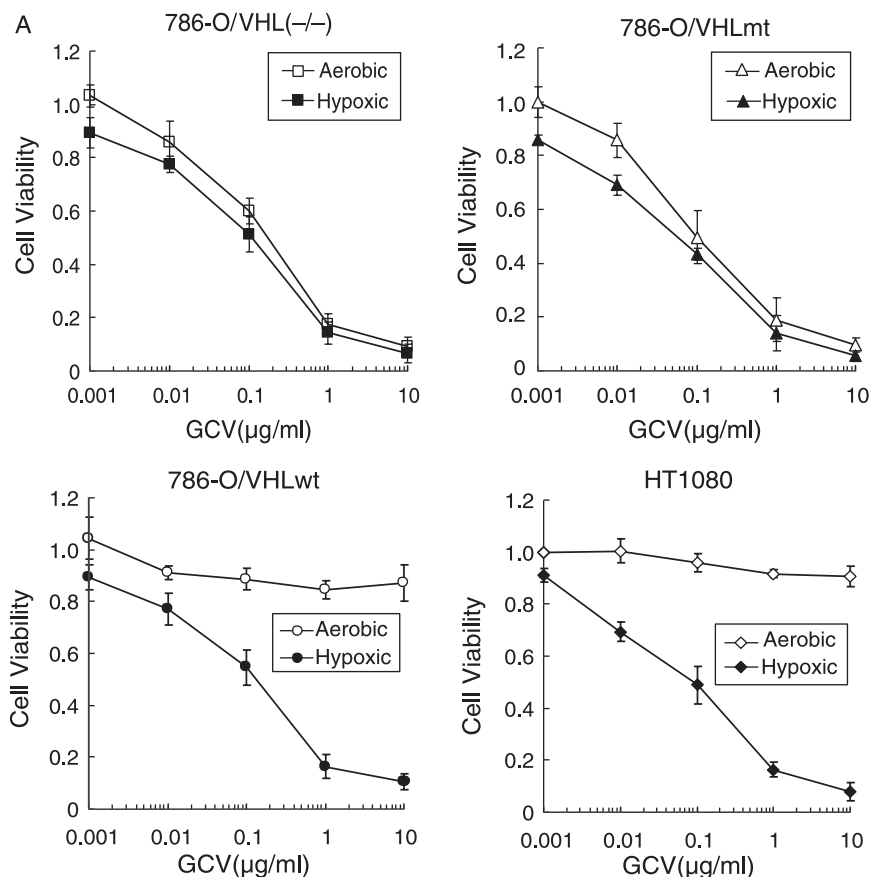 A
786-O/VHL(–/–)
1.2
1.0
0.8
0.6
0.4
0.2
0
Cell Viability
Aerobic
Hypoxic
0.001 0.01 0.1 1 10
GCV(µg/ml)
786-O/VHLmt
1.2
1.0
0.8
0.6
0.4
0.2
0
Cell Viability
Aerobic
Hypoxic
0.001 0.01 0.1 1 10
GCV(µg/ml)
786-O/VHLwt
1.2
1.0
0.8
0.6
0.4
0.2
0
Cell Viability
Aerobic
Hypoxic
0.001 0.01 0.1 1 10
GCV(µg/ml)
HT1080
1.2
1.0
0.8
0.6
0.4
0.2
0
Cell Viability
Aerobic
Hypoxic
0.001 0.01 0.1 1 10
GCV(µg/ml)